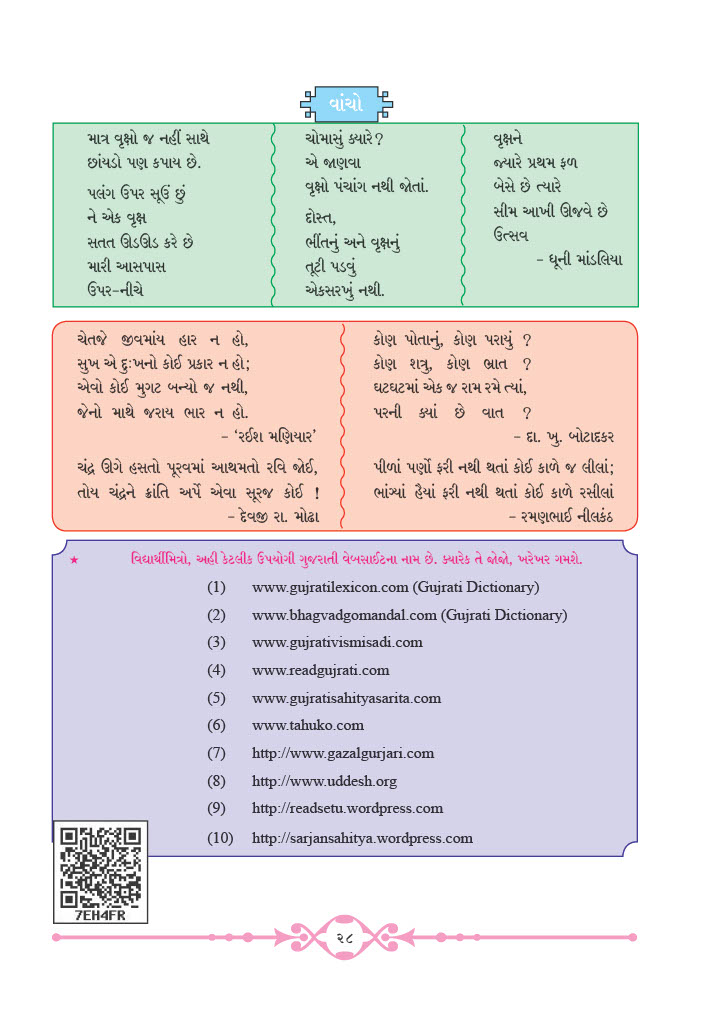 વાંચો
માત્ર વૃક્ષો જ નહીં સાથે
છાંયડો પણ કપાય છે.
પલંગ ઉપર સૂઉં છું
ને એક વૃક્ષ
સતત ઊડઊડ કરે છે
મારી આસપાસ
ઉપર-નીચે
ચોમાસું ક્યારે?
એ જાણવા
વૃક્ષો પંચાંગ નથી જોતાં.
દોસ્ત,
ભીંતનું અને વૃક્ષનું
તૂટી પડવું
એકસરખું નથી.
વૃક્ષને
જ્યારે પ્રથમ ફળ
બેસે છે ત્યારે
સીમ આખી ઊજવે છે
ઉત્સવ
- ધૂની માંડલિયા
ચેતજે જીવમાંય હાર ન હો,
સુખ એ દુઃખનો કોઈ પ્રકાર ન હો;
એવો કોઈ મુગટ બન્યો જ નથી,
જેનો માથે જરાય ભાર ન હો.
- ‘રઈશ મણિયાર’
ચંદ્ર ઊગે હસતો પૂરવમાં આથમતો રવિ જોઈ,
તોય ચંદ્રને ક્રાંતિ અર્પે એવા સૂરજ કોઈ !
- દેવજી રા. મોઢા
કોણ પોતાનું, કોણ પરાયું ?
કોણ શત્રુ, કોણ ભ્રાત ?
ઘટઘટમાં એક જ રામ રમે ત્યાં,
પરની ક્યાં છે વાત ?
- દા. ખુ. બોટાદકર
પીળાં પર્ણો ફરી નથી થતાં કોઈ કાળે જ લીલાં;
ભાંગ્યાં હૈયાં ફરી નથી થતાં કોઈ કાળે રસીલાં
- રમણભાઈ નીલકંઠ
★ વિદ્યાર્થીમિત્રો, અહીં કેટલીક ઉપયોગી ગુજરાતી વેબસાઈટના નામ છે. ક્યારેક તે જોજો, ખરેખર ગમશે.
(1) www.gujratilexicon.com (Gujrati Dictionary)
(2) www.bhagvadgomandal.com (Gujrati Dictionary)
(3) www.gujrativismisadi.com
(4) www.readgujrati.com
(5) www.gujratisahityasarita.com
(6) www.tahuko.com
(7) http://www.gazalgurjari.com
(8) http://www.uddesh.org
(9) http://readsetu.wordpress.com
(10) http://sarjansahitya.wordpress.com
7EH4FR
૨૮